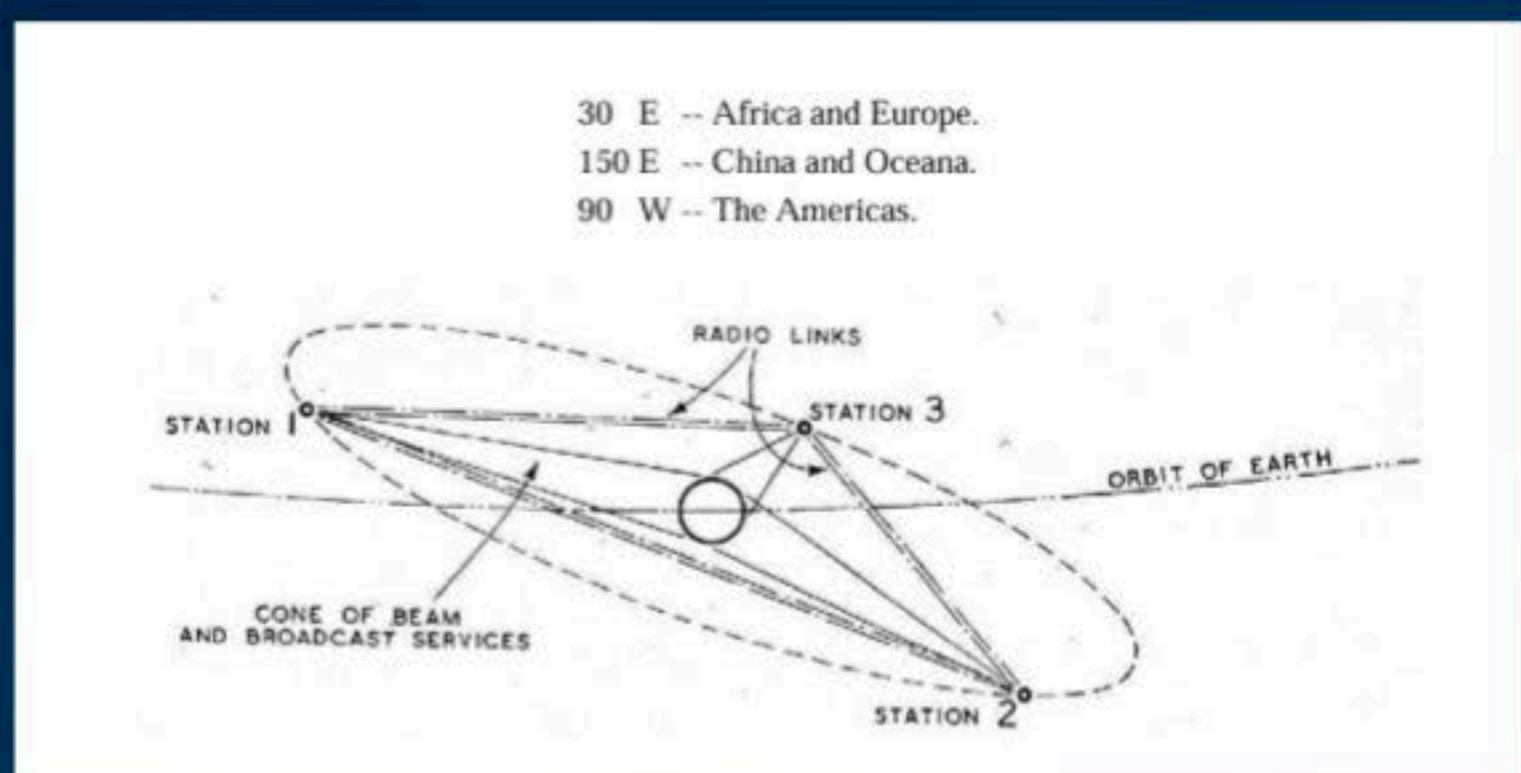 30 E -- Africa and Europe.
150 E -- China and Oceana.
90 W -- The Americas.
RADIO LINKS
STATION 1
STATION 3
ORBIT OF EARTH
CONE OF BEAM
AND BROADCAST SERVICES
STATION 2